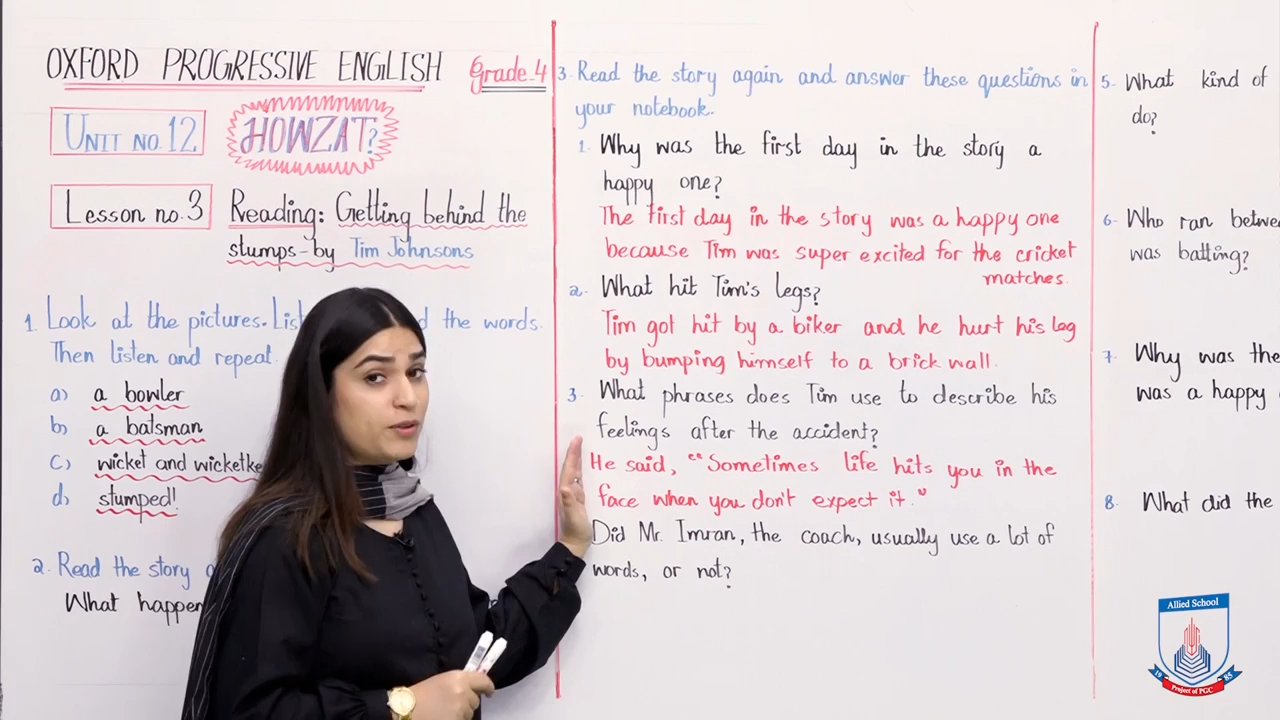 OXFORD PROGRESSIVE ENGLISH Grade-4
UNIT NO. 12 HOWZAT?
Lesson no. 3 Reading: Getting behind the
stumps - by Tim Johnsons
1. Look at the pictures. the words.
Then listen and repeat.
a) a bowler
b) a batsman
c) wicket and
d) stumped!
2. Read the story
What
3. Read the story again and answer these questions in
your notebook.
1. Why was the first day in the story a
happy one?
The first day in the story was a happy one
because Tim was super excited for the cricket
matches.
2. What hit Tim's legs?
Tim got hit by a biker and he hurt his leg
by bumping himself to a brick wall.
3. What phrases does Tim use to describe his
feelings after the accident?
He said, "Sometimes life hits you in the
face when you don't expect it."
Did Mr. Imran, the coach, usually use a lot of
words, or not?
5. What kind of
do?
6. Who ran
was batting?
7. Why was the
was a happy
8. What did the
Allied School
1985
Project of PGC